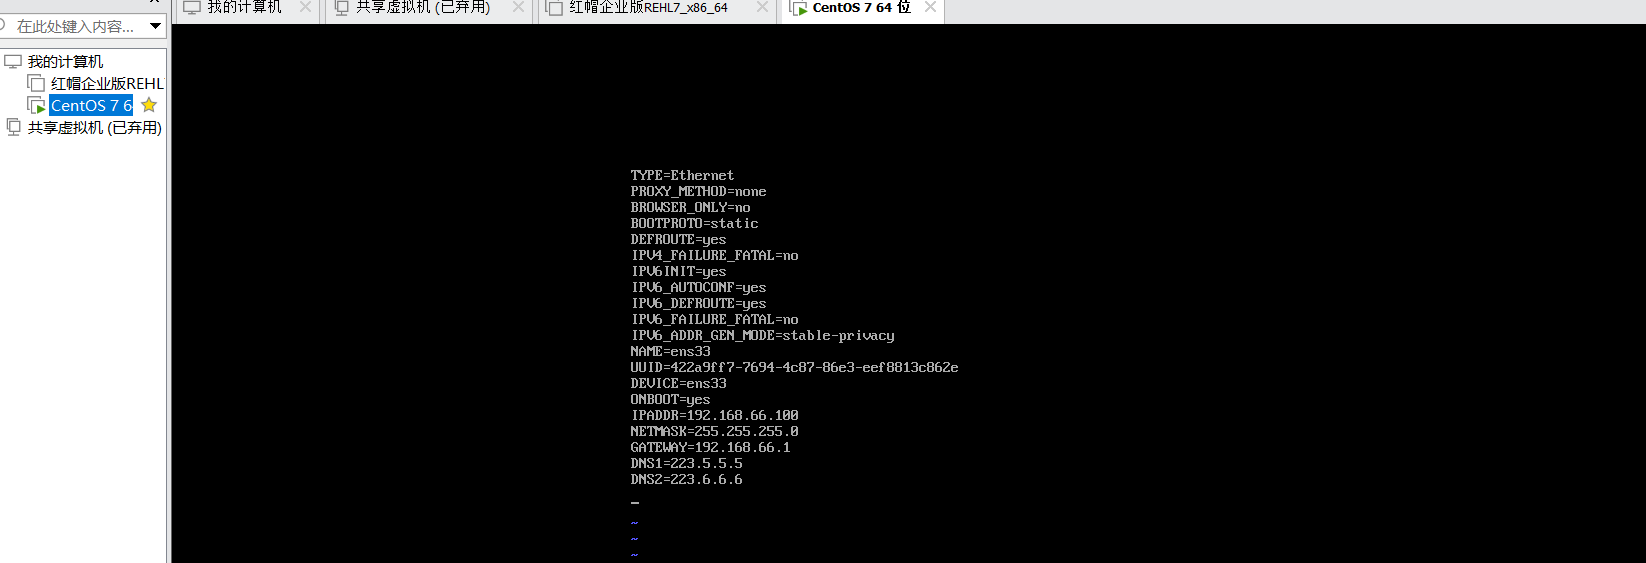 我的计算机
共享虚拟机 (已弃用)
红帽企业版REHL7_x86_64
CentOS 7 64 位
在此处键入内容...
我的计算机
红帽企业版REHL
CentOS 7 6
共享虚拟机 (已弃用)
TYPE=Ethernet
PROXY_METHOD=none
BROWSER_ONLY=no
BOOTPROTO=static
DEFROUTE=yes
IPV4_FAILURE_FATAL=no
IPV6INIT=yes
IPV6_AUTOCONF=yes
IPV6_DEFROUTE=yes
IPV6_FAILURE_FATAL=no
IPV6_ADDR_GEN_MODE=stable-privacy
NAME=ens33
UUID=422a9ff7-7694-4c87-86e3-eef8813c862e
DEVICE=ens33
ONBOOT=yes
IPADDR=192.168.66.100
NETMASK=255.255.255.0
GATEWAY=192.168.66.1
DNS1=223.5.5.5
DNS2=223.6.6.6
~
~
~